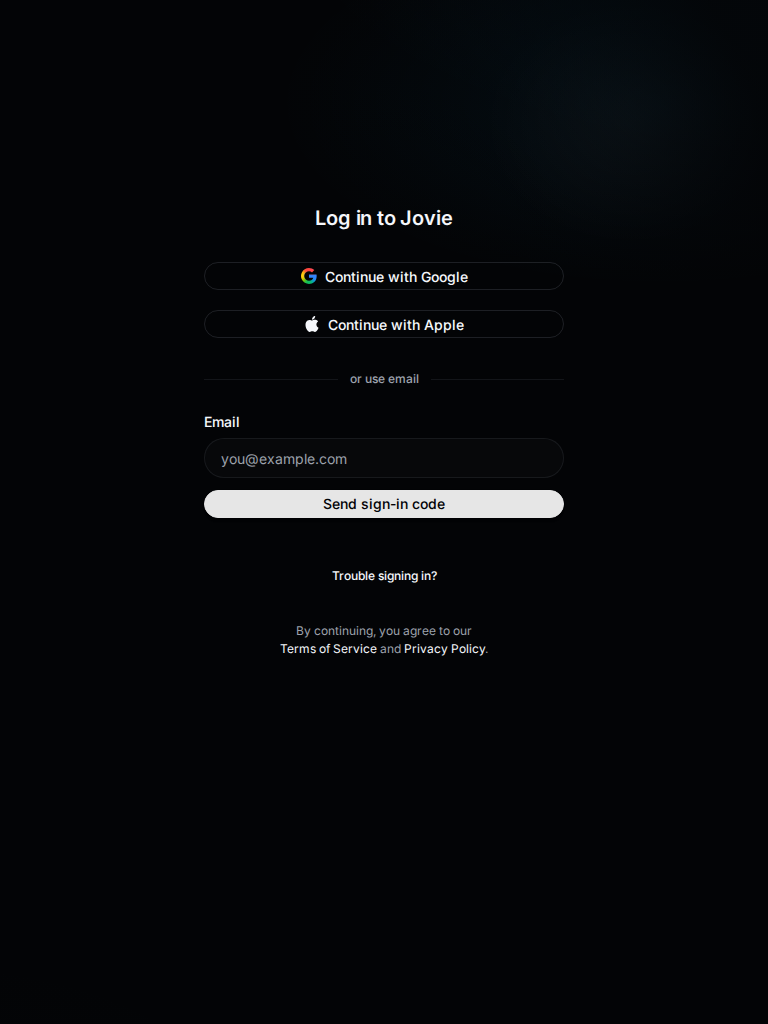 Log in to Jovie
Continue with Google
Continue with Apple
or use email
Email
you@example.com
Send sign-in code
Trouble signing in?
By continuing, you agree to our
Terms of Service and Privacy Policy.